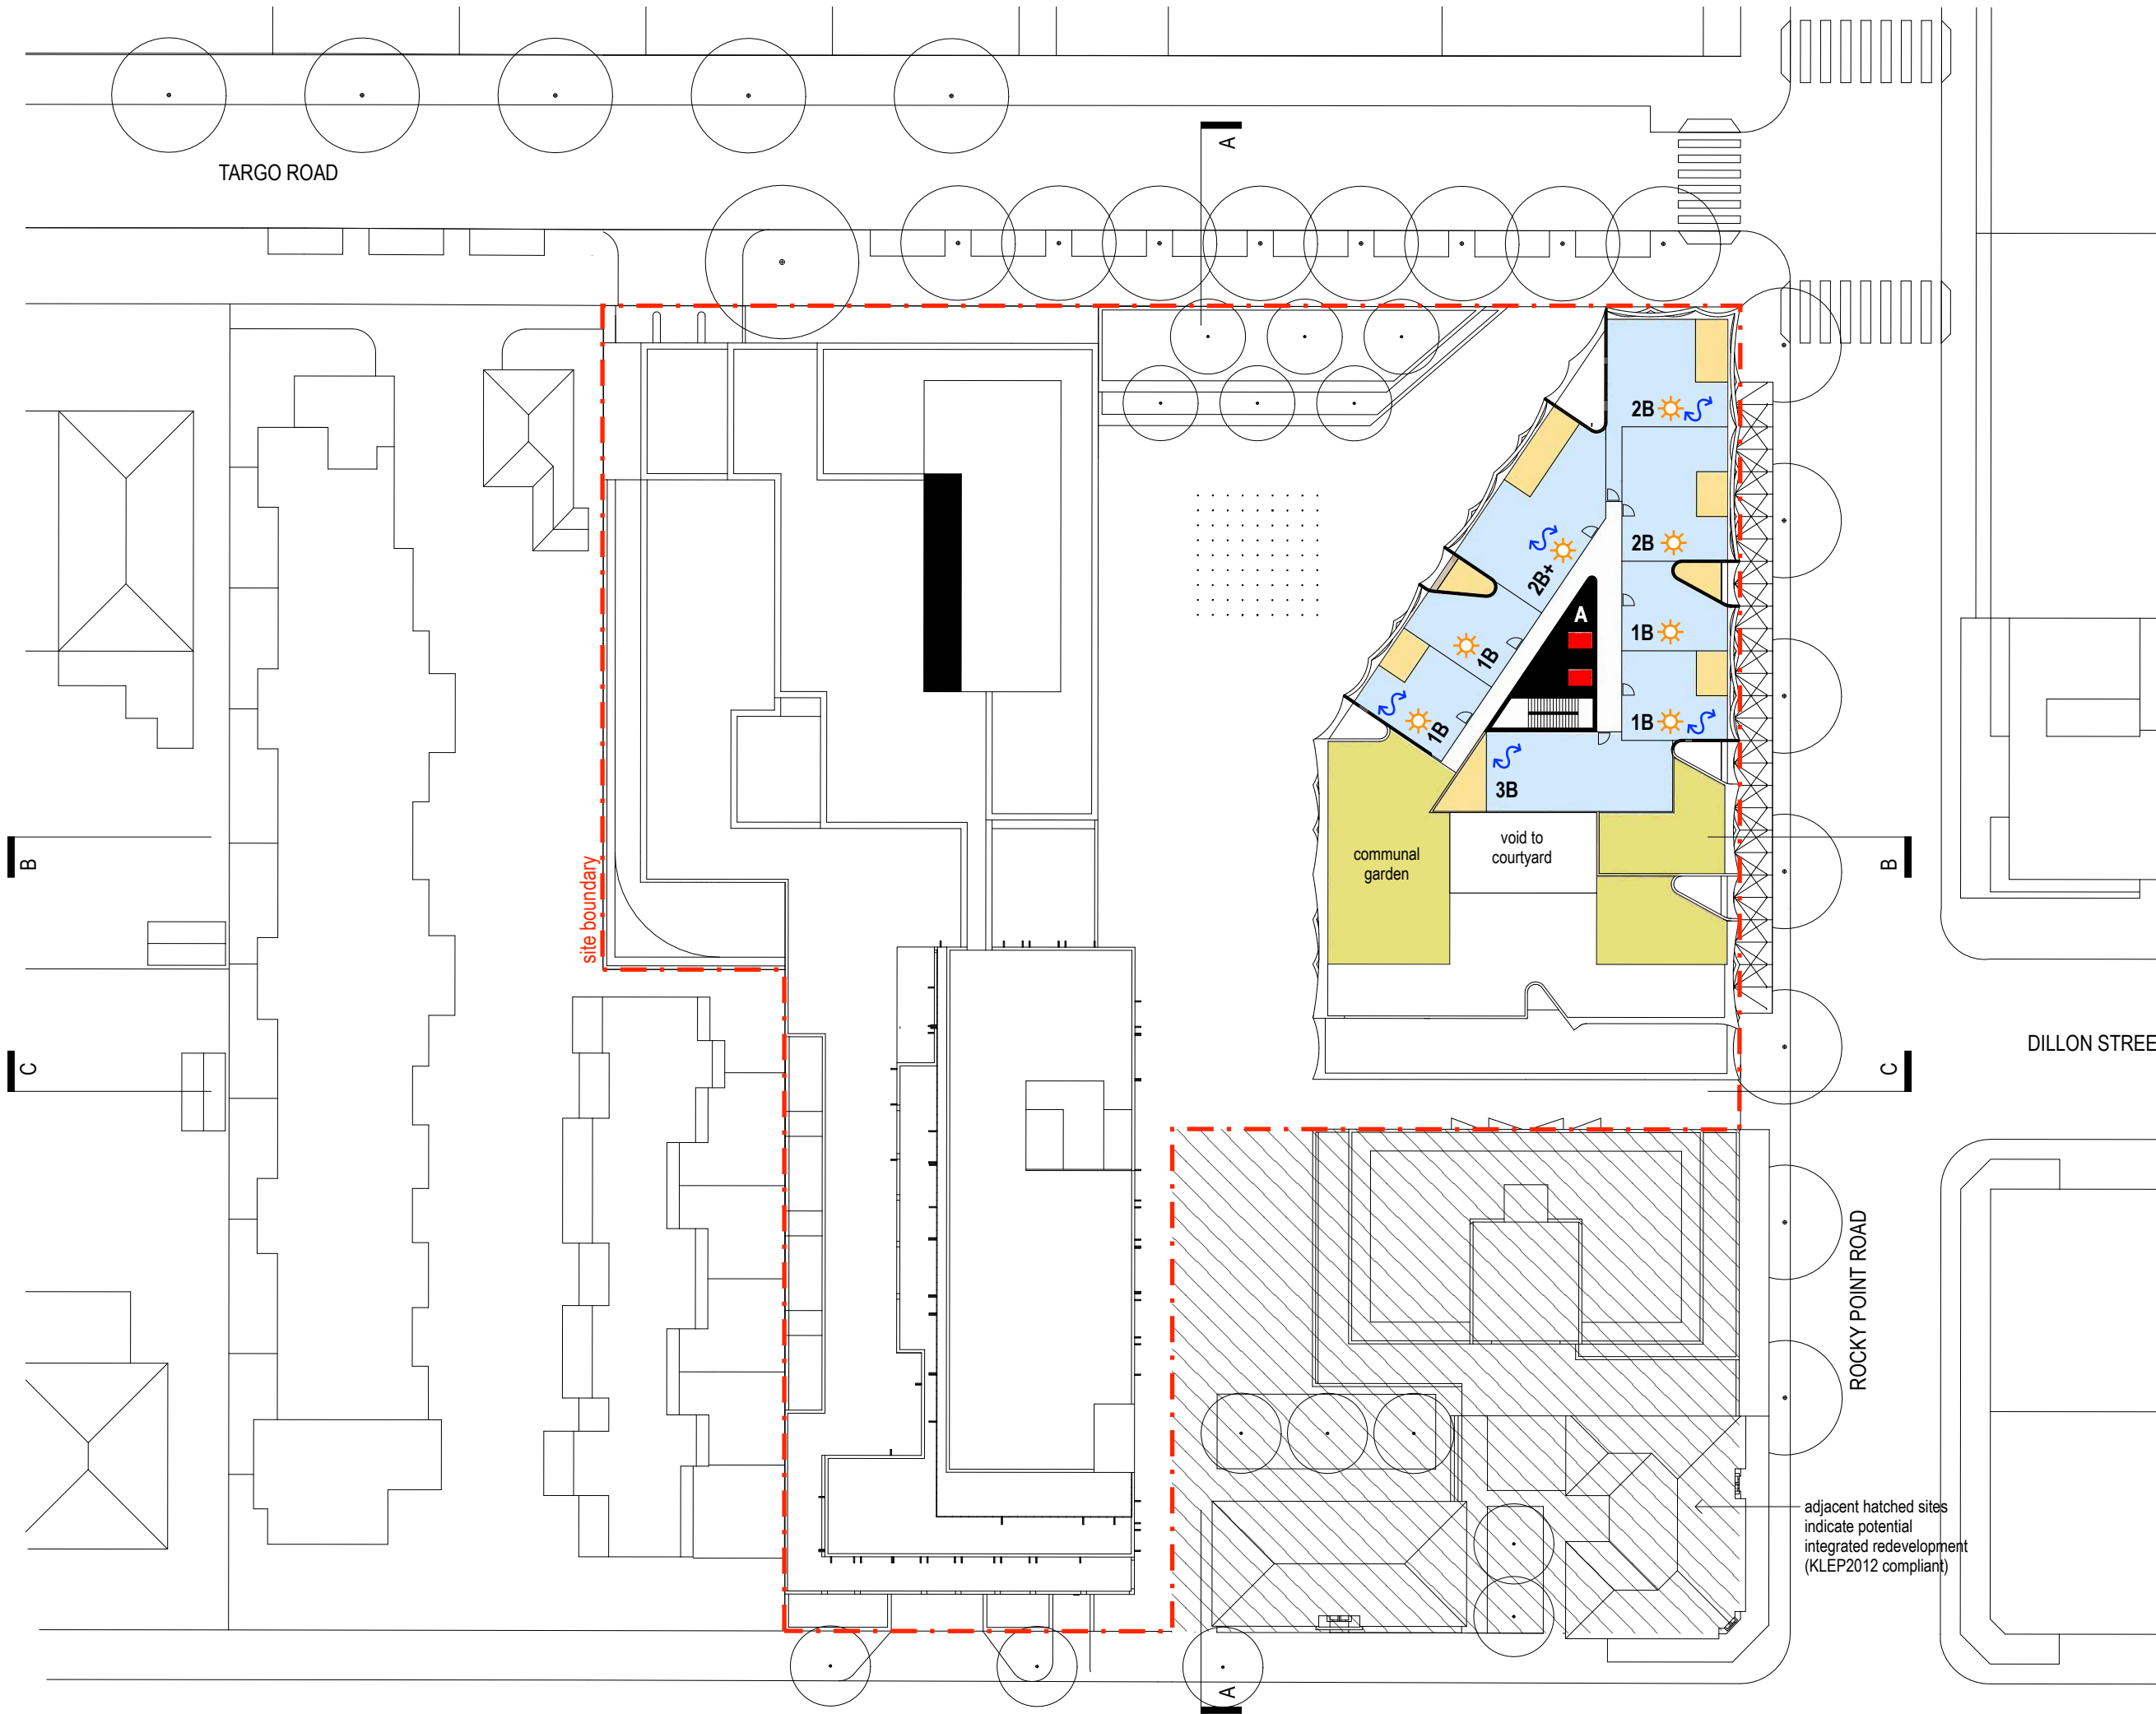 A
TARGO ROAD
2B
2B
2B+
A
1B
1B
1B
1B
3B
void to
courtyard
communal
garden
B
B
site boundary
C
C
DILLON STREE
ROCKY POINT ROAD
adjacent hatched sites
indicate potential
integrated redevelopment
(KLEP2012 compliant)
A